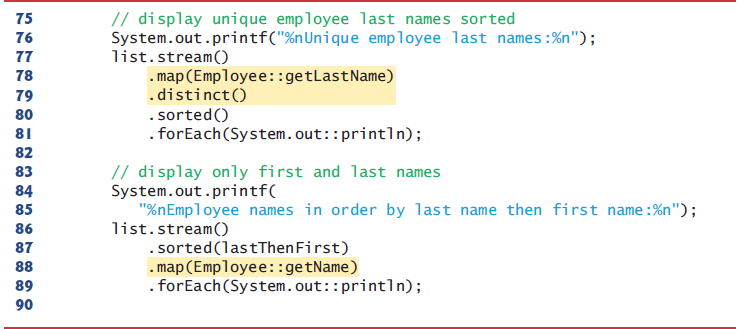 75 // display unique employee last names sorted
76 System.out.printf("%nUnique employee last names:%n");
77 list.stream()
78 .map(Employee::getLastName)
79 .distinct()
80 .sorted()
81 .forEach(System.out::println);
82
83 // display only first and last names
84 System.out.printf(
85 "%nEmployee names in order by last name then first name:%n");
86 list.stream()
87 .sorted(lastThenFirst)
88 .map(Employee::getName)
89 .forEach(System.out::println);
90